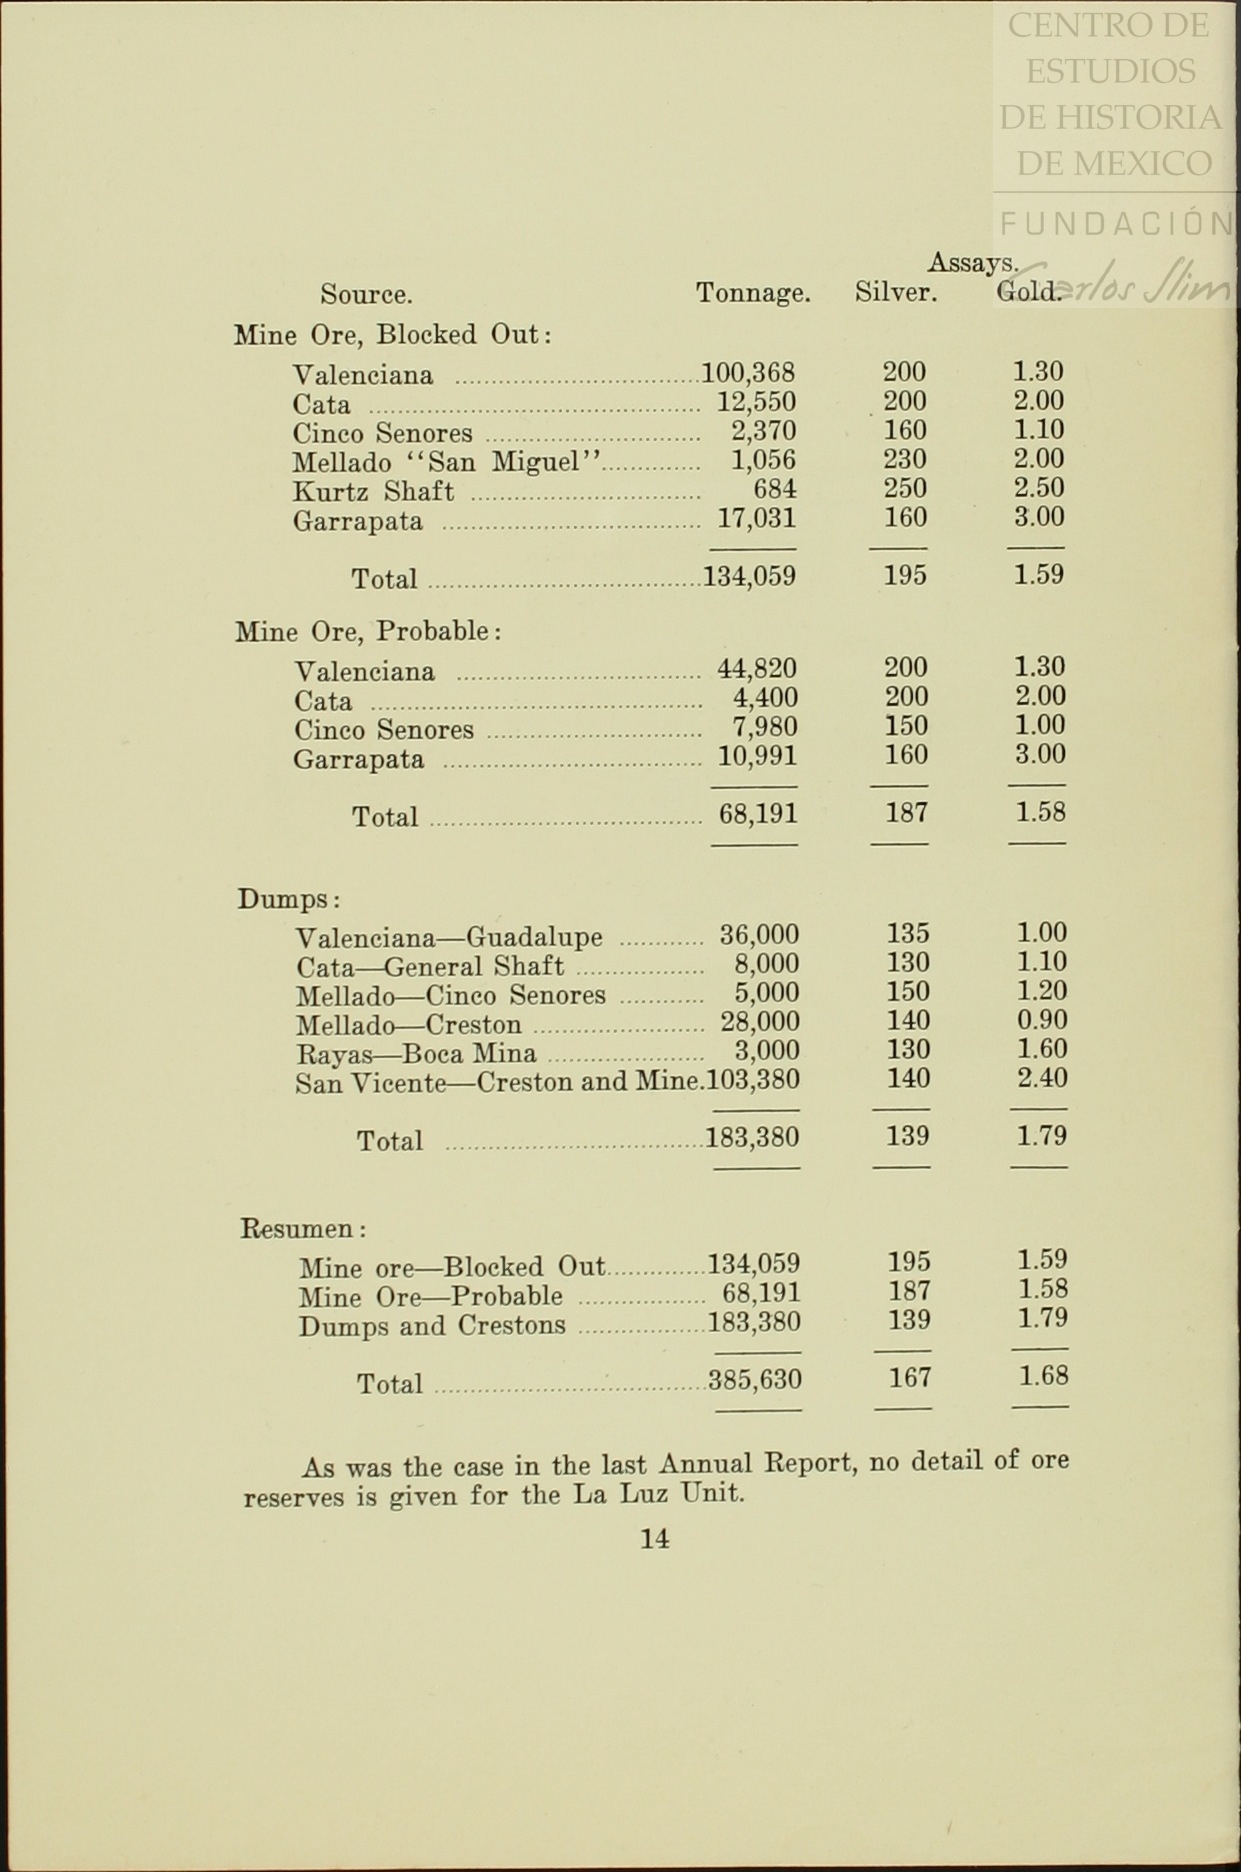 CENTRO DE
ESTUDIOS
DE HISTORIA
DE MEXICO
FUNDACIÓN
Carlos Slim
Assays.
Source. Tonnage. Silver. Gold.
Mine Ore, Blocked Out:
Valenciana 100,368 200 1.30
Cata 12,550 200 2.00
Cinco Senores 2,370 160 1.10
Mellado "San Miguel" 1,056 230 2.00
Kurtz Shaft 684 250 2.50
Garrapata 17,031 160 3.00
Total 134,059 195 1.59
Mine Ore, Probable:
Valenciana 44,820 200 1.30
Cata 4,400 200 2.00
Cinco Senores 7,980 150 1.00
Garrapata 10,991 160 3.00
Total 68,191 187 1.58
Dumps:
Valenciana—Guadalupe 36,000 135 1.00
Cata—General Shaft 8,000 130 1.10
Mellado—Cinco Senores 5,000 150 1.20
Mellado—Creston 28,000 140 0.90
Rayas—Boca Mina 3,000 130 1.60
San Vicente—Creston and Mine.103,380 140 2.40
Total 183,380 139 1.79
Resumen:
Mine ore—Blocked Out 134,059 195 1.59
Mine Ore—Probable 68,191 187 1.58
Dumps and Crestons 183,380 139 1.79
Total 385,630 167 1.68
As was the case in the last Annual Report, no detail of ore
reserves is given for the La Luz Unit.
14